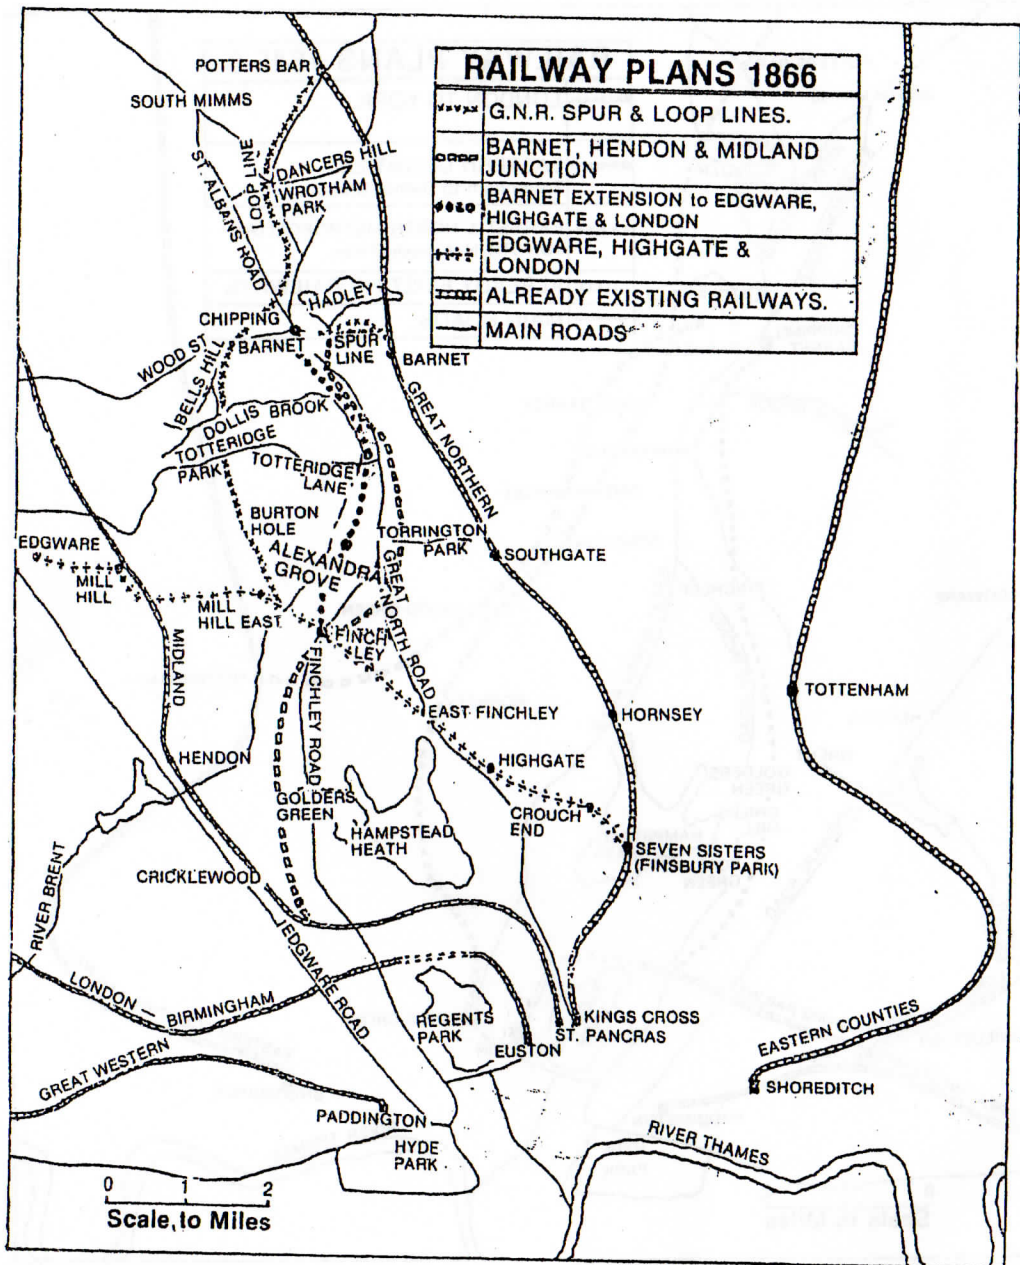 RAILWAY PLANS 1866
G.N.R. SPUR & LOOP LINES.
BARNET, HENDON & MIDLAND
JUNCTION
BARNET EXTENSION to EDGWARE,
HIGHGATE & LONDON
EDGWARE, HIGHGATE &
LONDON
ALREADY EXISTING RAILWAYS.
MAIN ROADS
POTTERS BAR
SOUTH MIMMS
LOOP LINE
DANCERS HILL
WROTHAM
PARK
ST. ALBANS ROAD
HADLEY
CHIPPING
BARNET
SPUR
LINE
BARNET
WOOD ST.
BELLS HILL
DOLLIS BROOK
TOTTERIDGE
PARK
TOTTERIDGE
LANE
GREAT NORTHERN
BURTON
HOLE
TORRINGTON
PARK
SOUTHGATE
EDGWARE
MILL
HILL
ALEXANDRA
GROVE
MILL
HILL EAST
FINCH
LEY
GREAT NORTH ROAD
MIDLAND
FINCHLEY ROAD
TOTTENHAM
EAST FINCHLEY
HORNSEY
HENDON
HIGHGATE
GOLDERS
GREEN
CROUCH
END
HAMPSTEAD
HEATH
SEVEN SISTERS
(FINSBURY PARK)
RIVER BRENT
CRICKLEWOOD
EDGWARE ROAD
LONDON —
BIRMINGHAM
REGENTS
PARK
KINGS CROSS
ST. PANCRAS
EUSTON
EASTERN COUNTIES
GREAT WESTERN
SHOREDITCH
PADDINGTON
HYDE
PARK
RIVER THAMES
0 1 2
Scale, to Miles